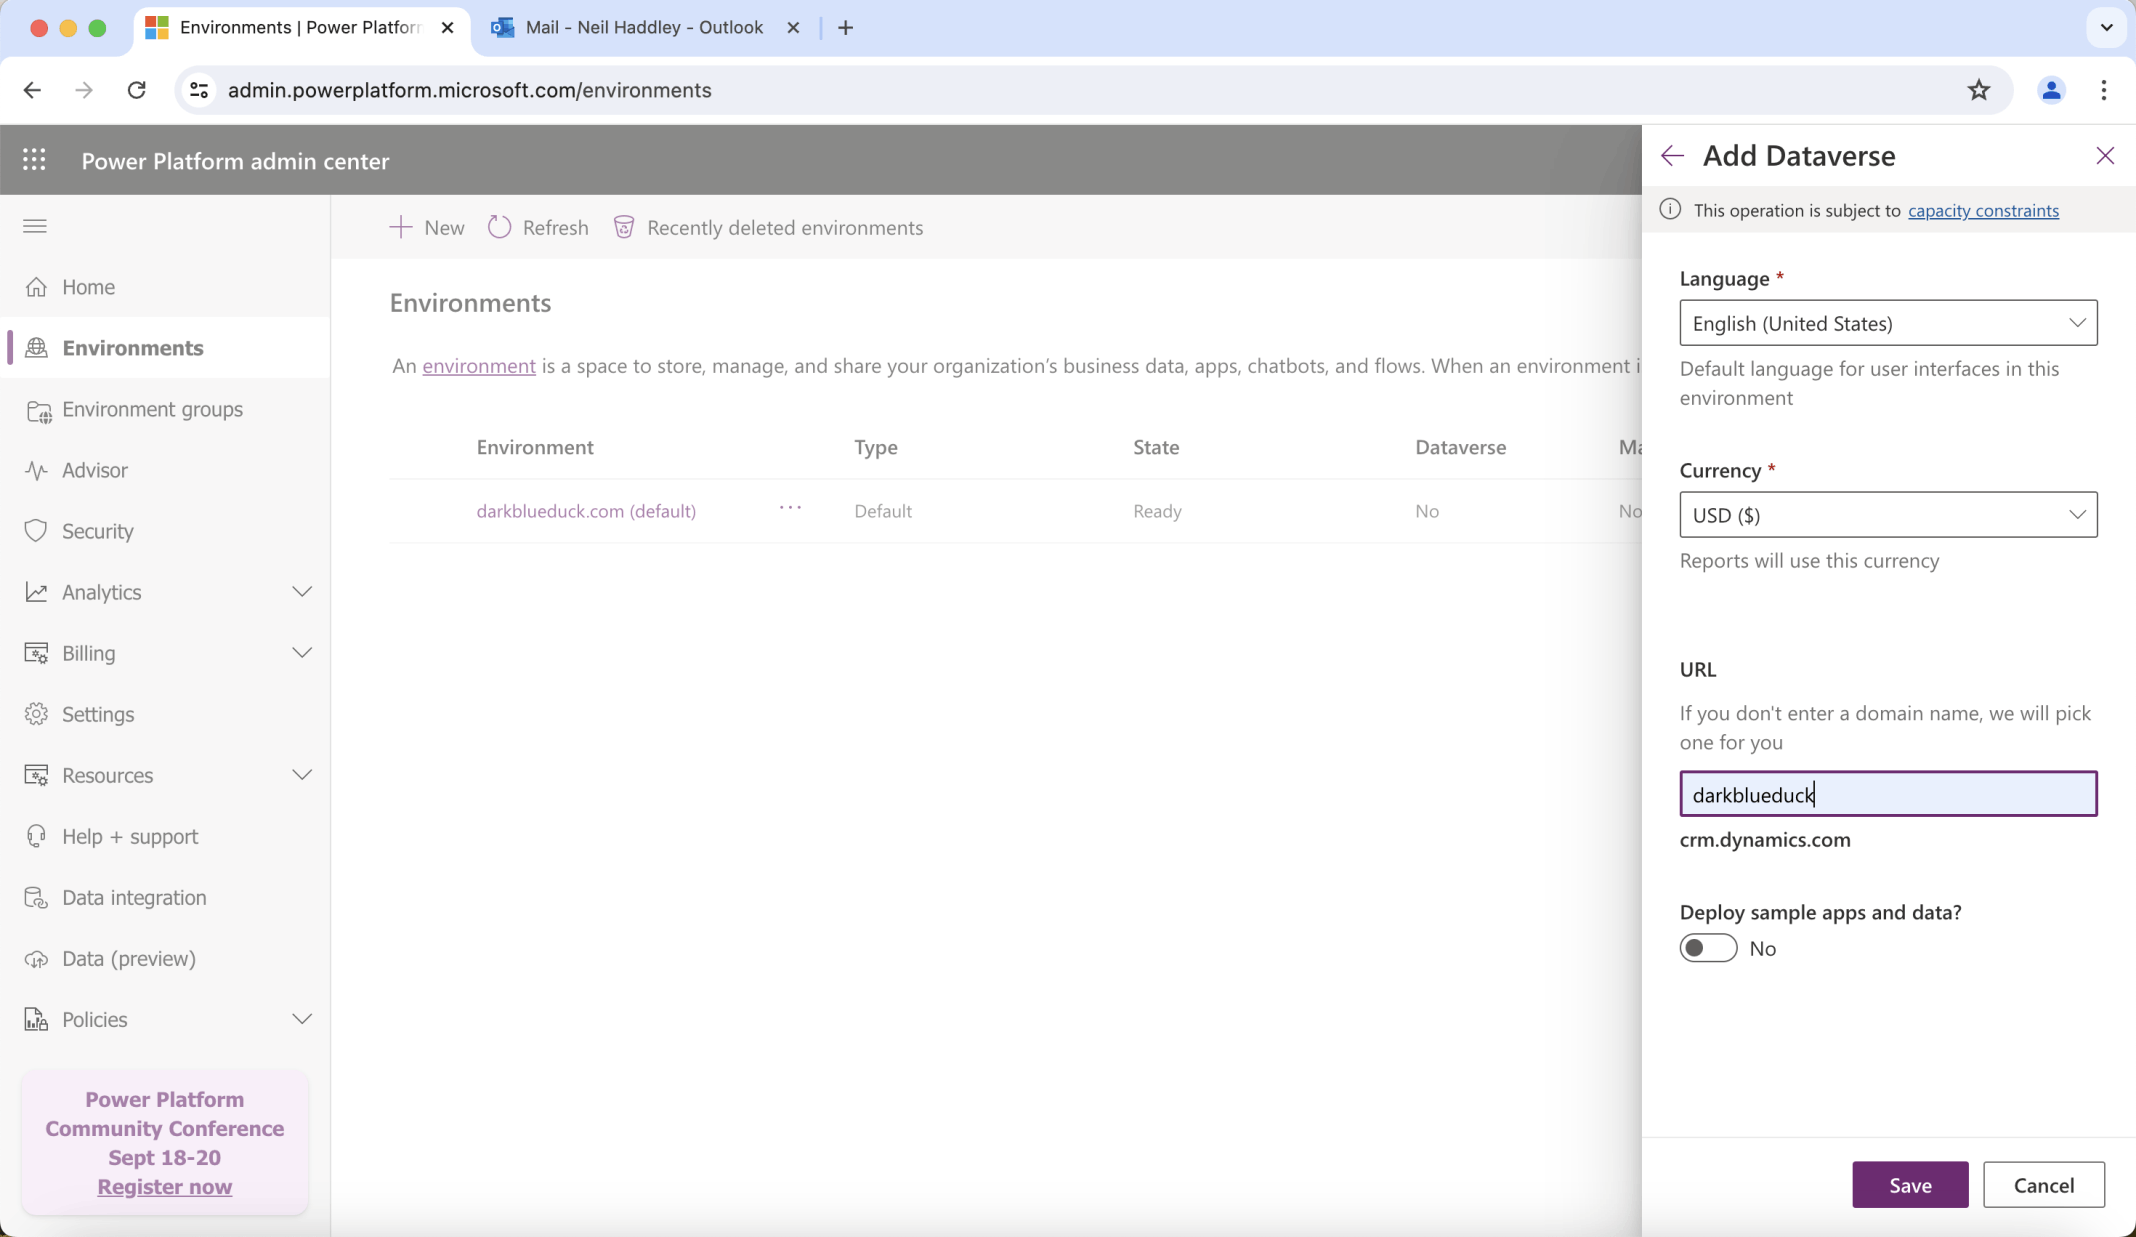 Environments | Power Platfor
Mail - Neil Haddley - Outlook
admin.powerplatform.microsoft.com/environments
Power Platform admin center
New
Refresh
Recently deleted environments
Home
Environments
Environment groups
Advisor
Security
Analytics
Billing
Settings
Resources
Help + support
Data integration
Data (preview)
Policies
Power Platform
Community Conference
Sept 18-20
Register now
Environments
An environment is a space to store, manage, and share your organization’s business data, apps, chatbots, and flows. When an environment i
Environment Type State Dataverse Ma
darkblueduck.com (default) ... Default Ready No No
Add Dataverse
This operation is subject to capacity constraints
Language *
English (United States)
Default language for user interfaces in this
environment
Currency *
USD ($)
Reports will use this currency
URL
If you don't enter a domain name, we will pick
one for you
darkblueduck
crm.dynamics.com
Deploy sample apps and data?
No
Save
Cancel